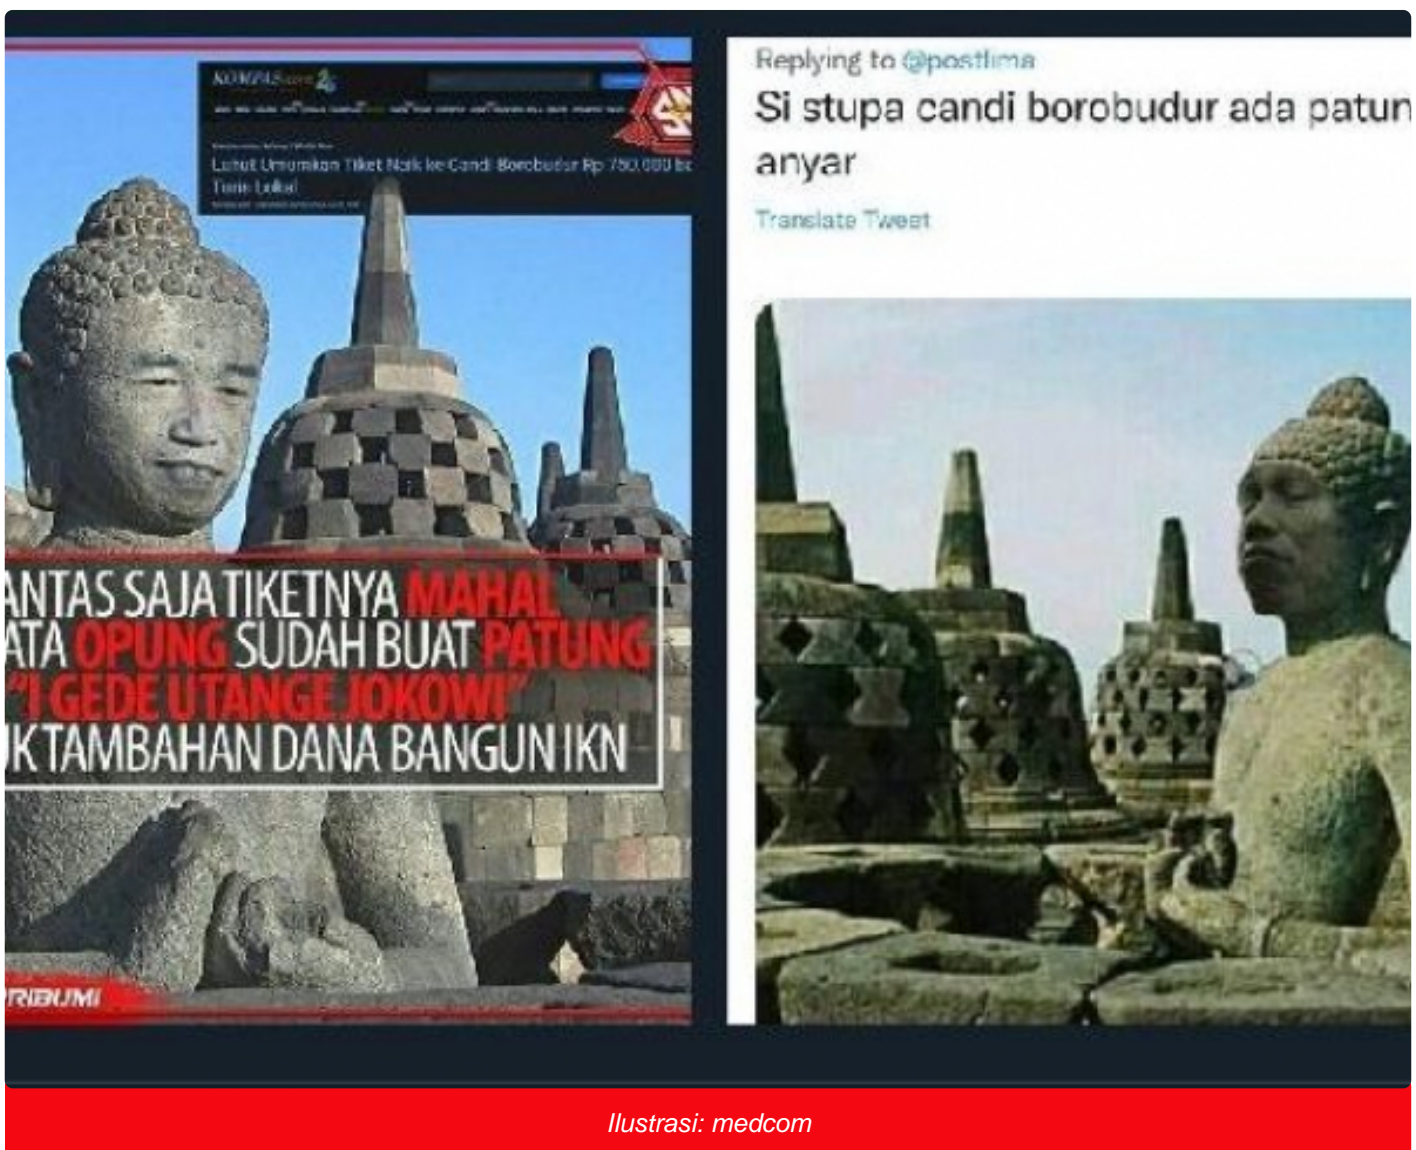 KOMPAS.com
Luhut Umumkan Tiket Naik ke Candi Borobudur Rp 750.000
Turis Lokal
ANTAS SAJA TIKETNYA MAHAL
ATA OPUNG SUDAH BUAT PATUNG
"I GEDE UTANGE JOKOWI"
UK TAMBAHAN DANA BANGUN IKN
RIBUMI
Replying to @postlima
Si stupa candi borobudur ada patun
anyar
Translate Tweet
Ilustrasi: medcom